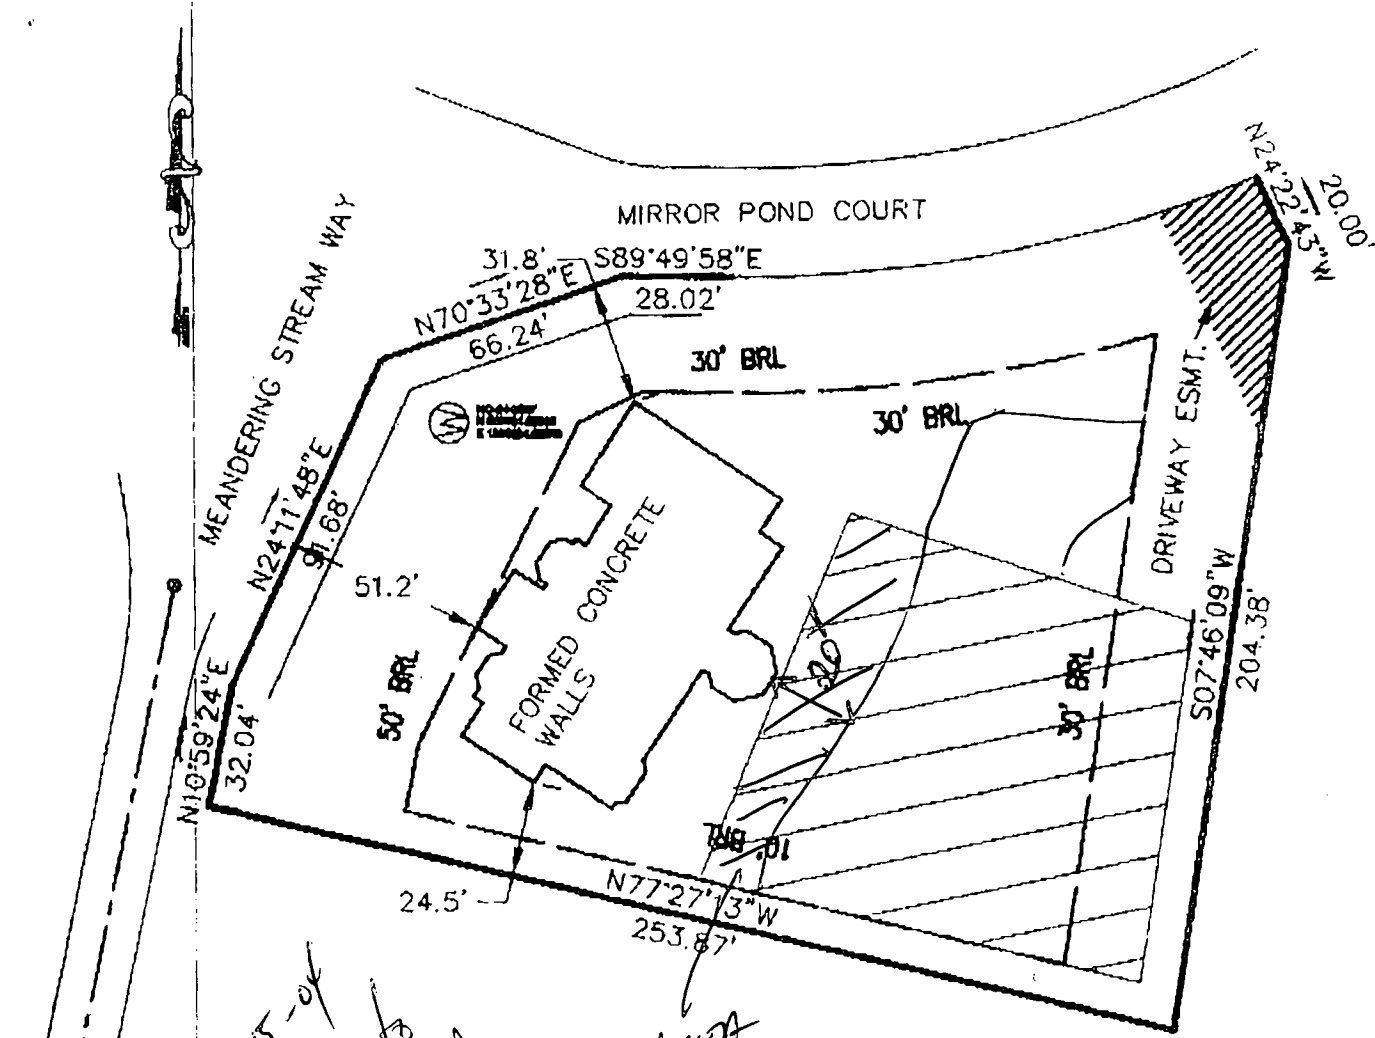 MIRROR POND COURT
N24°22'43"W
20.00'
MEANDERING STREAM WAY
31.8'
S89°49'58"E
N70°33'28"E
28.02'
66.24'
30' BRL
30' BRL
DRIVEWAY ESMT.
N24°11'48"E
91.68'
51.2'
FORMED CONCRETE
WALLS
20'
S07°46'09"W
204.38'
50' BRL
30' BRL
N10°59'24"E
32.04'
10' BRL
24.5'
N77°27'13"W
253.87'